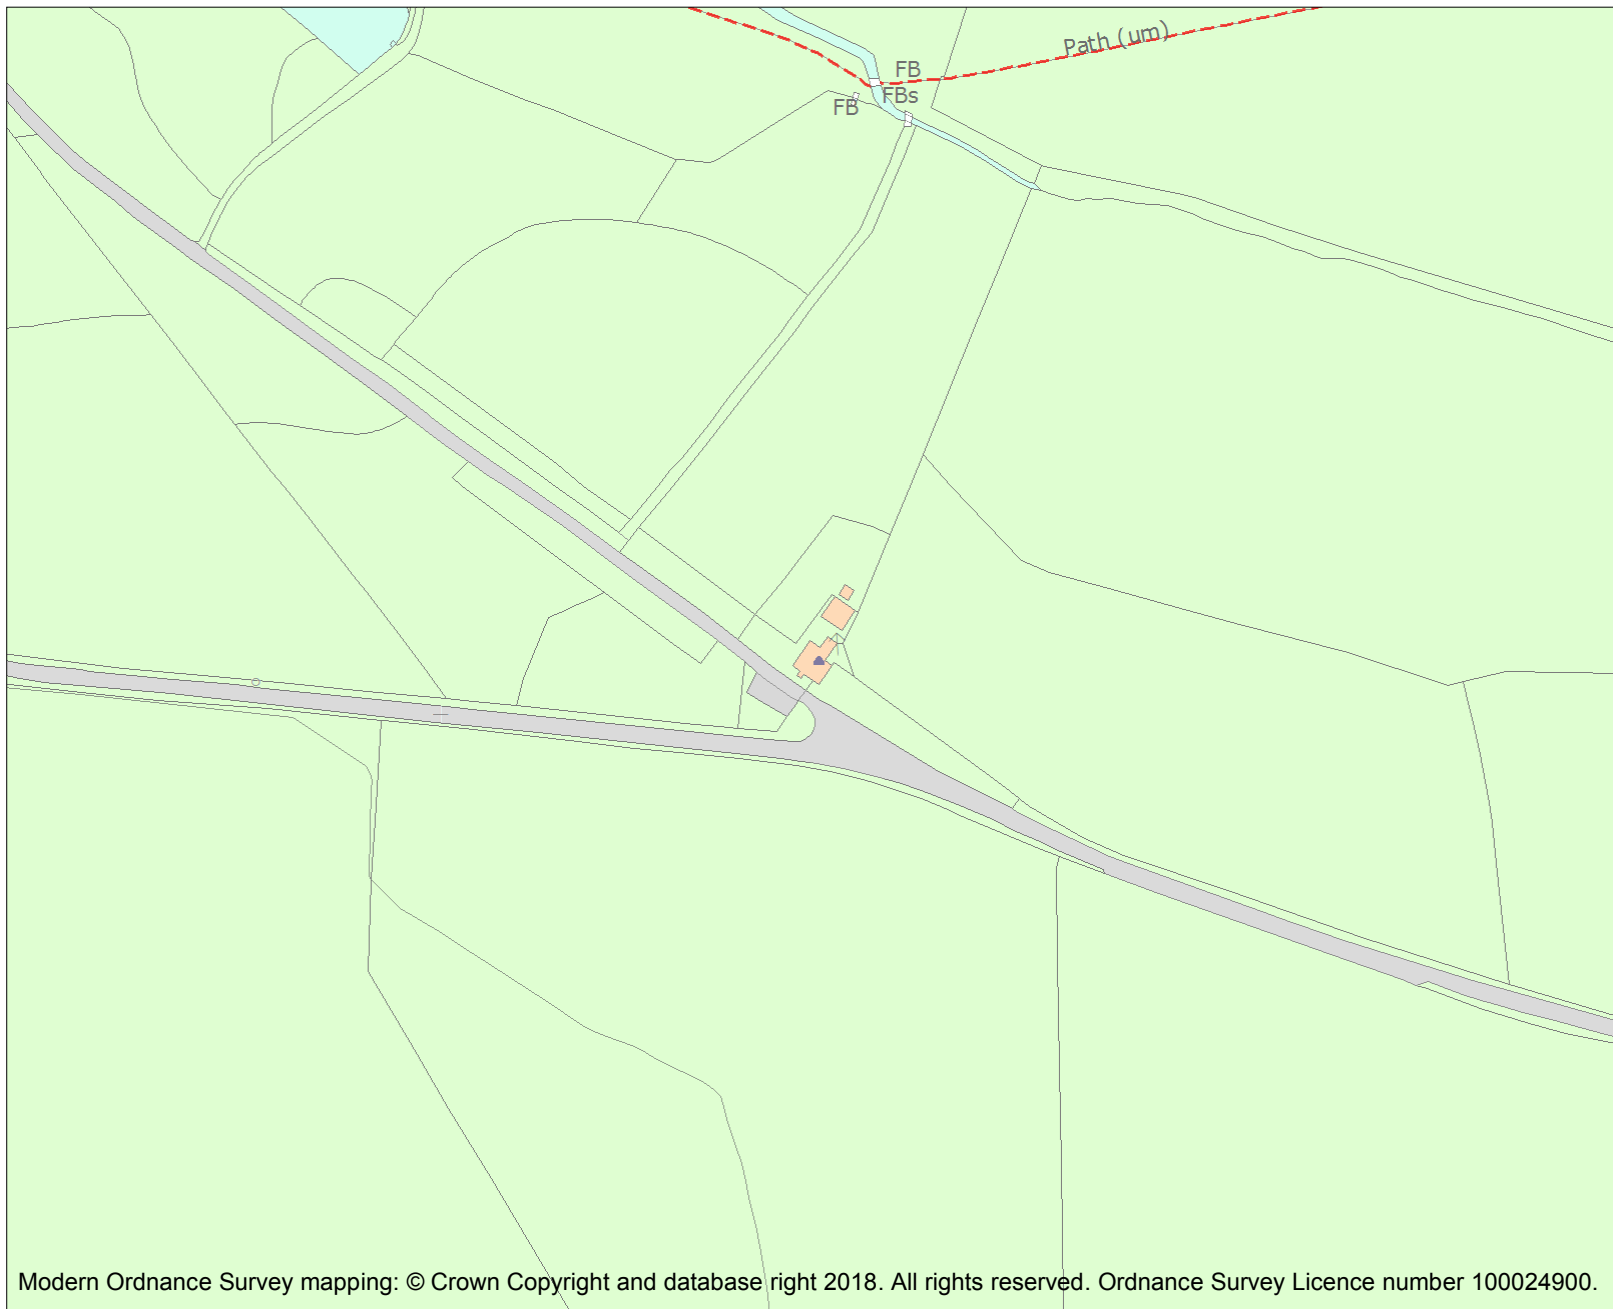 Path (um)
FB
FBs
FB
Modern Ordnance Survey mapping: © Crown Copyright and database right 2018. All rights reserved. Ordnance Survey Licence number 100024900.